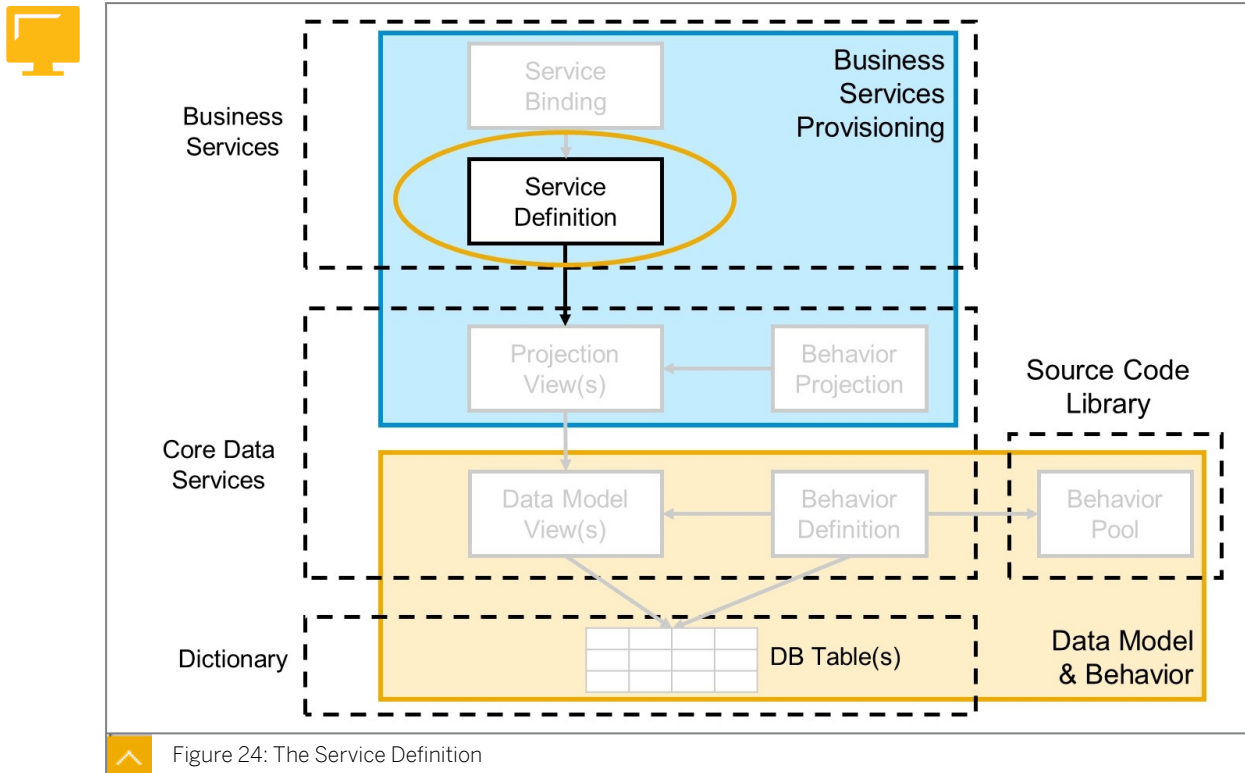 Service
Binding
Business
Services
Provisioning
Business
Services
Service
Definition
Projection
View(s)
Behavior
Projection
Source Code
Library
Core Data
Services
Data Model
View(s)
Behavior
Definition
Behavior
Pool
Dictionary
DB Table(s)
Data Model
& Behavior
Figure 24: The Service Definition